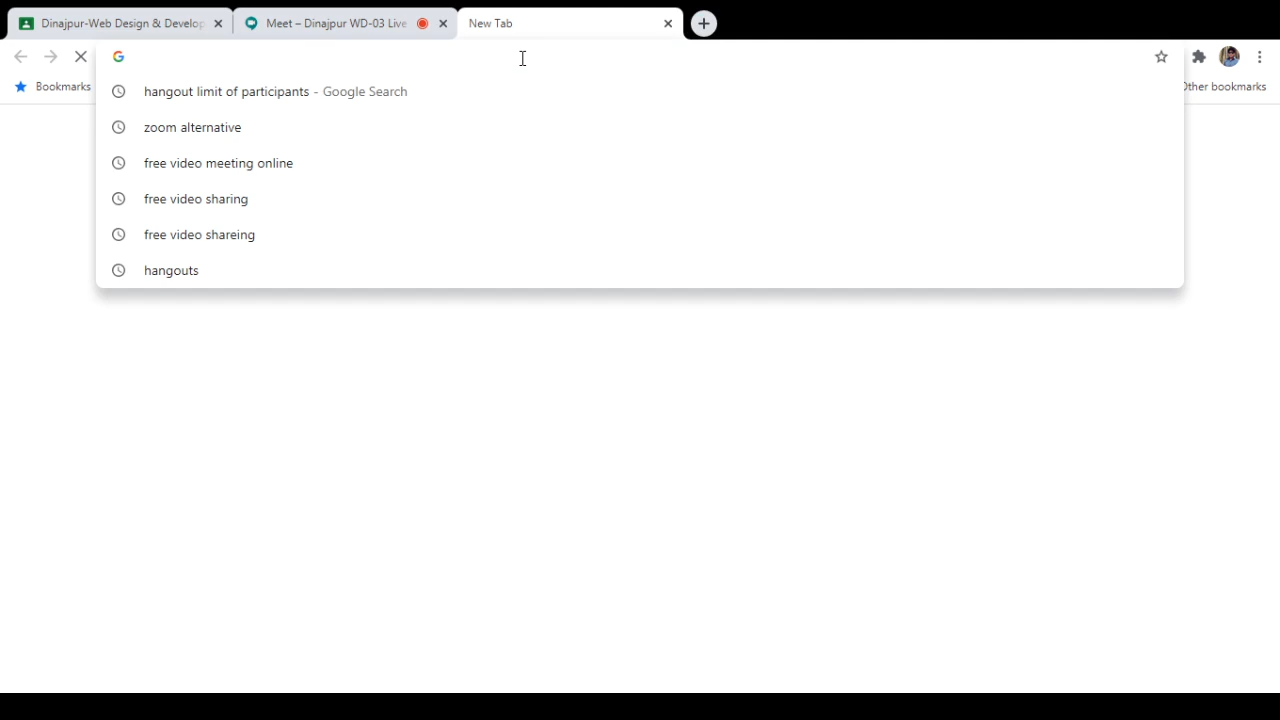 Dinajpur-Web Design & Develop
Meet – Dinajpur WD-03 Live
New Tab
Bookmarks
Other bookmarks
hangout limit of participants - Google Search
zoom alternative
free video meeting online
free video sharing
free video shareing
hangouts